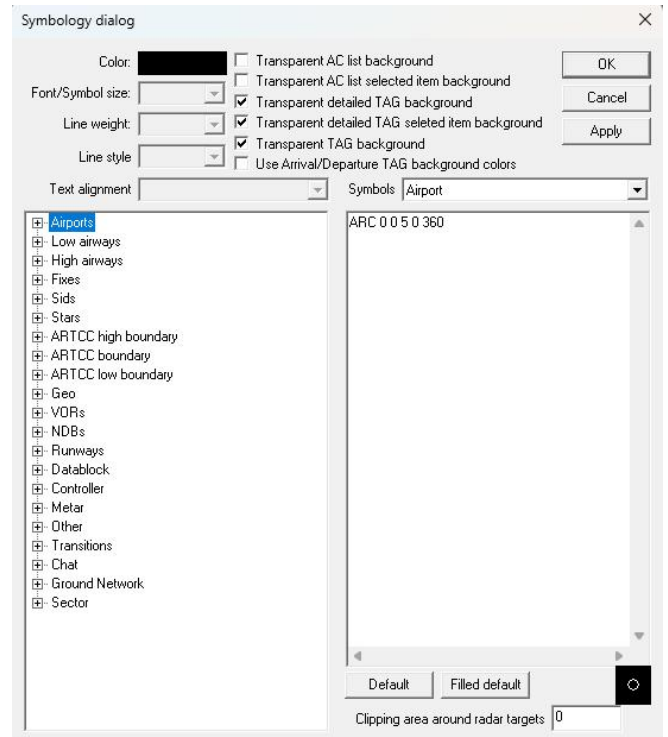 Symbology dialog
Color:
Transparent AC list background
OK
Transparent AC list selected item background
Font/Symbol size:
Transparent detailed TAG background
Cancel
Line weight:
Transparent detailed TAG seleted item background
Transparent TAG background
Apply
Line style
Use Arrival/Departure TAG background colors
Text alignment
Symbols Airport
Airports
Low airways
High airways
Fixes
Sids
Stars
ARTCC high boundary
ARTCC boundary
ARTCC low boundary
Geo
VORs
NDBs
Runways
Datablock
Controller
Metar
Other
Transitions
Chat
Ground Network
Sector
ARC 0 0 5 0 360
Default
Filled default
Clipping area around radar targets 0